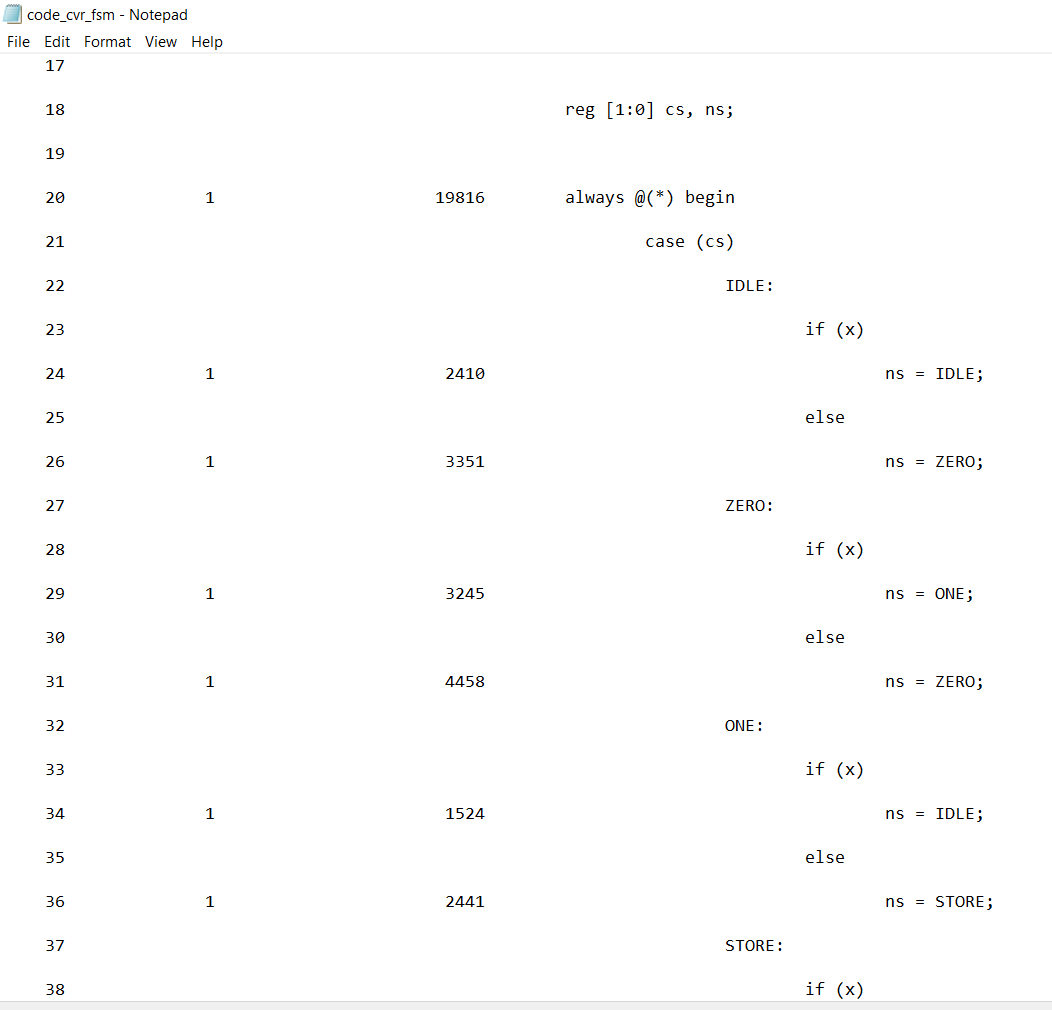 code_cvr_fsm - Notepad
File Edit Format View Help
17
18 reg [1:0] cs, ns;
19
20 1 19816 always @(*) begin
21 case (cs)
22 IDLE:
23 if (x)
24 1 2410 ns = IDLE;
25 else
26 1 3351 ns = ZERO;
27 ZERO:
28 if (x)
29 1 3245 ns = ONE;
30 else
31 1 4458 ns = ZERO;
32 ONE:
33 if (x)
34 1 1524 ns = IDLE;
35 else
36 1 2441 ns = STORE;
37 STORE:
38 if (x)